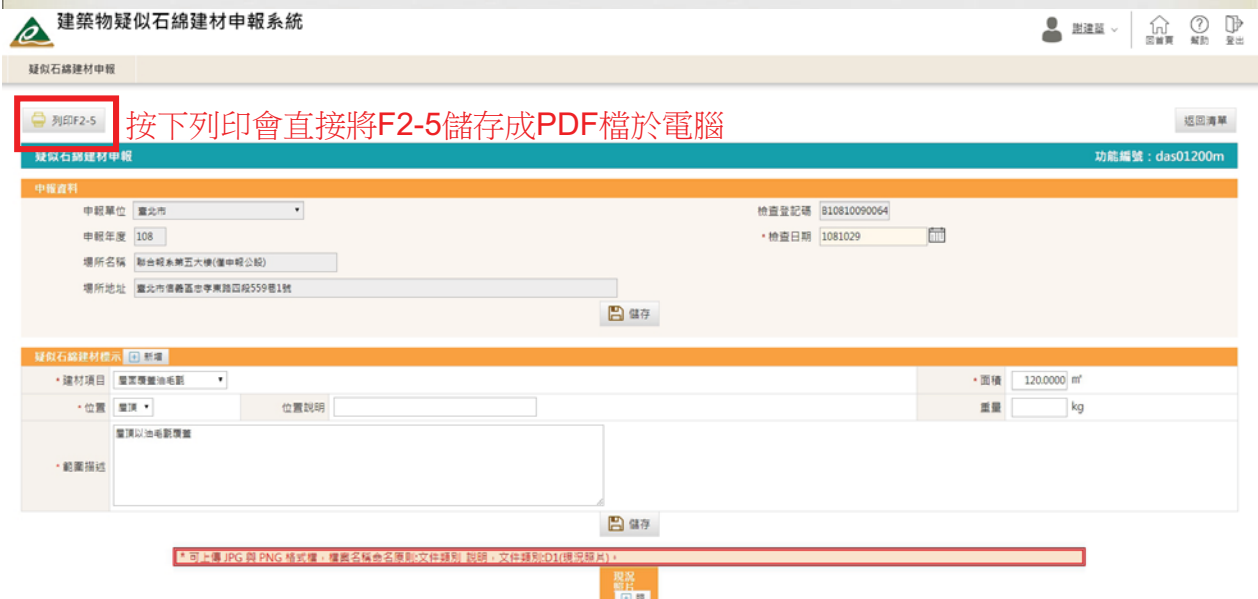 建築物疑似石綿建材申報系統
回首頁 幫助 登出
疑似石綿建材申報
列印F2-5 按下列印會直接將F2-5儲存成PDF檔於電腦 返回清單
疑似石綿建材申報 功能編號:das01200m
申報資料
申報單位 臺北市 檢查登記碼 B10810090064
申報年度 108 *檢查日期 1081029
場所名稱 聯合報系第五大樓(僅申報公設)
場所地址 臺北市信義區忠孝東路四段559巷1號
儲存
疑似石綿建材標示 新增
*建材項目 屋面覆蓋油毛氈 *面積 120.0000 m²
*位置 屋頂 位置說明 重量 kg
*範圍描述 屋頂以油毛氈覆蓋
儲存
* 可上傳 JPG 與 PNG 格式檔,檔案名稱命名原則:文件類別_說明,文件類別:D1(現況照片)。
現況
照片